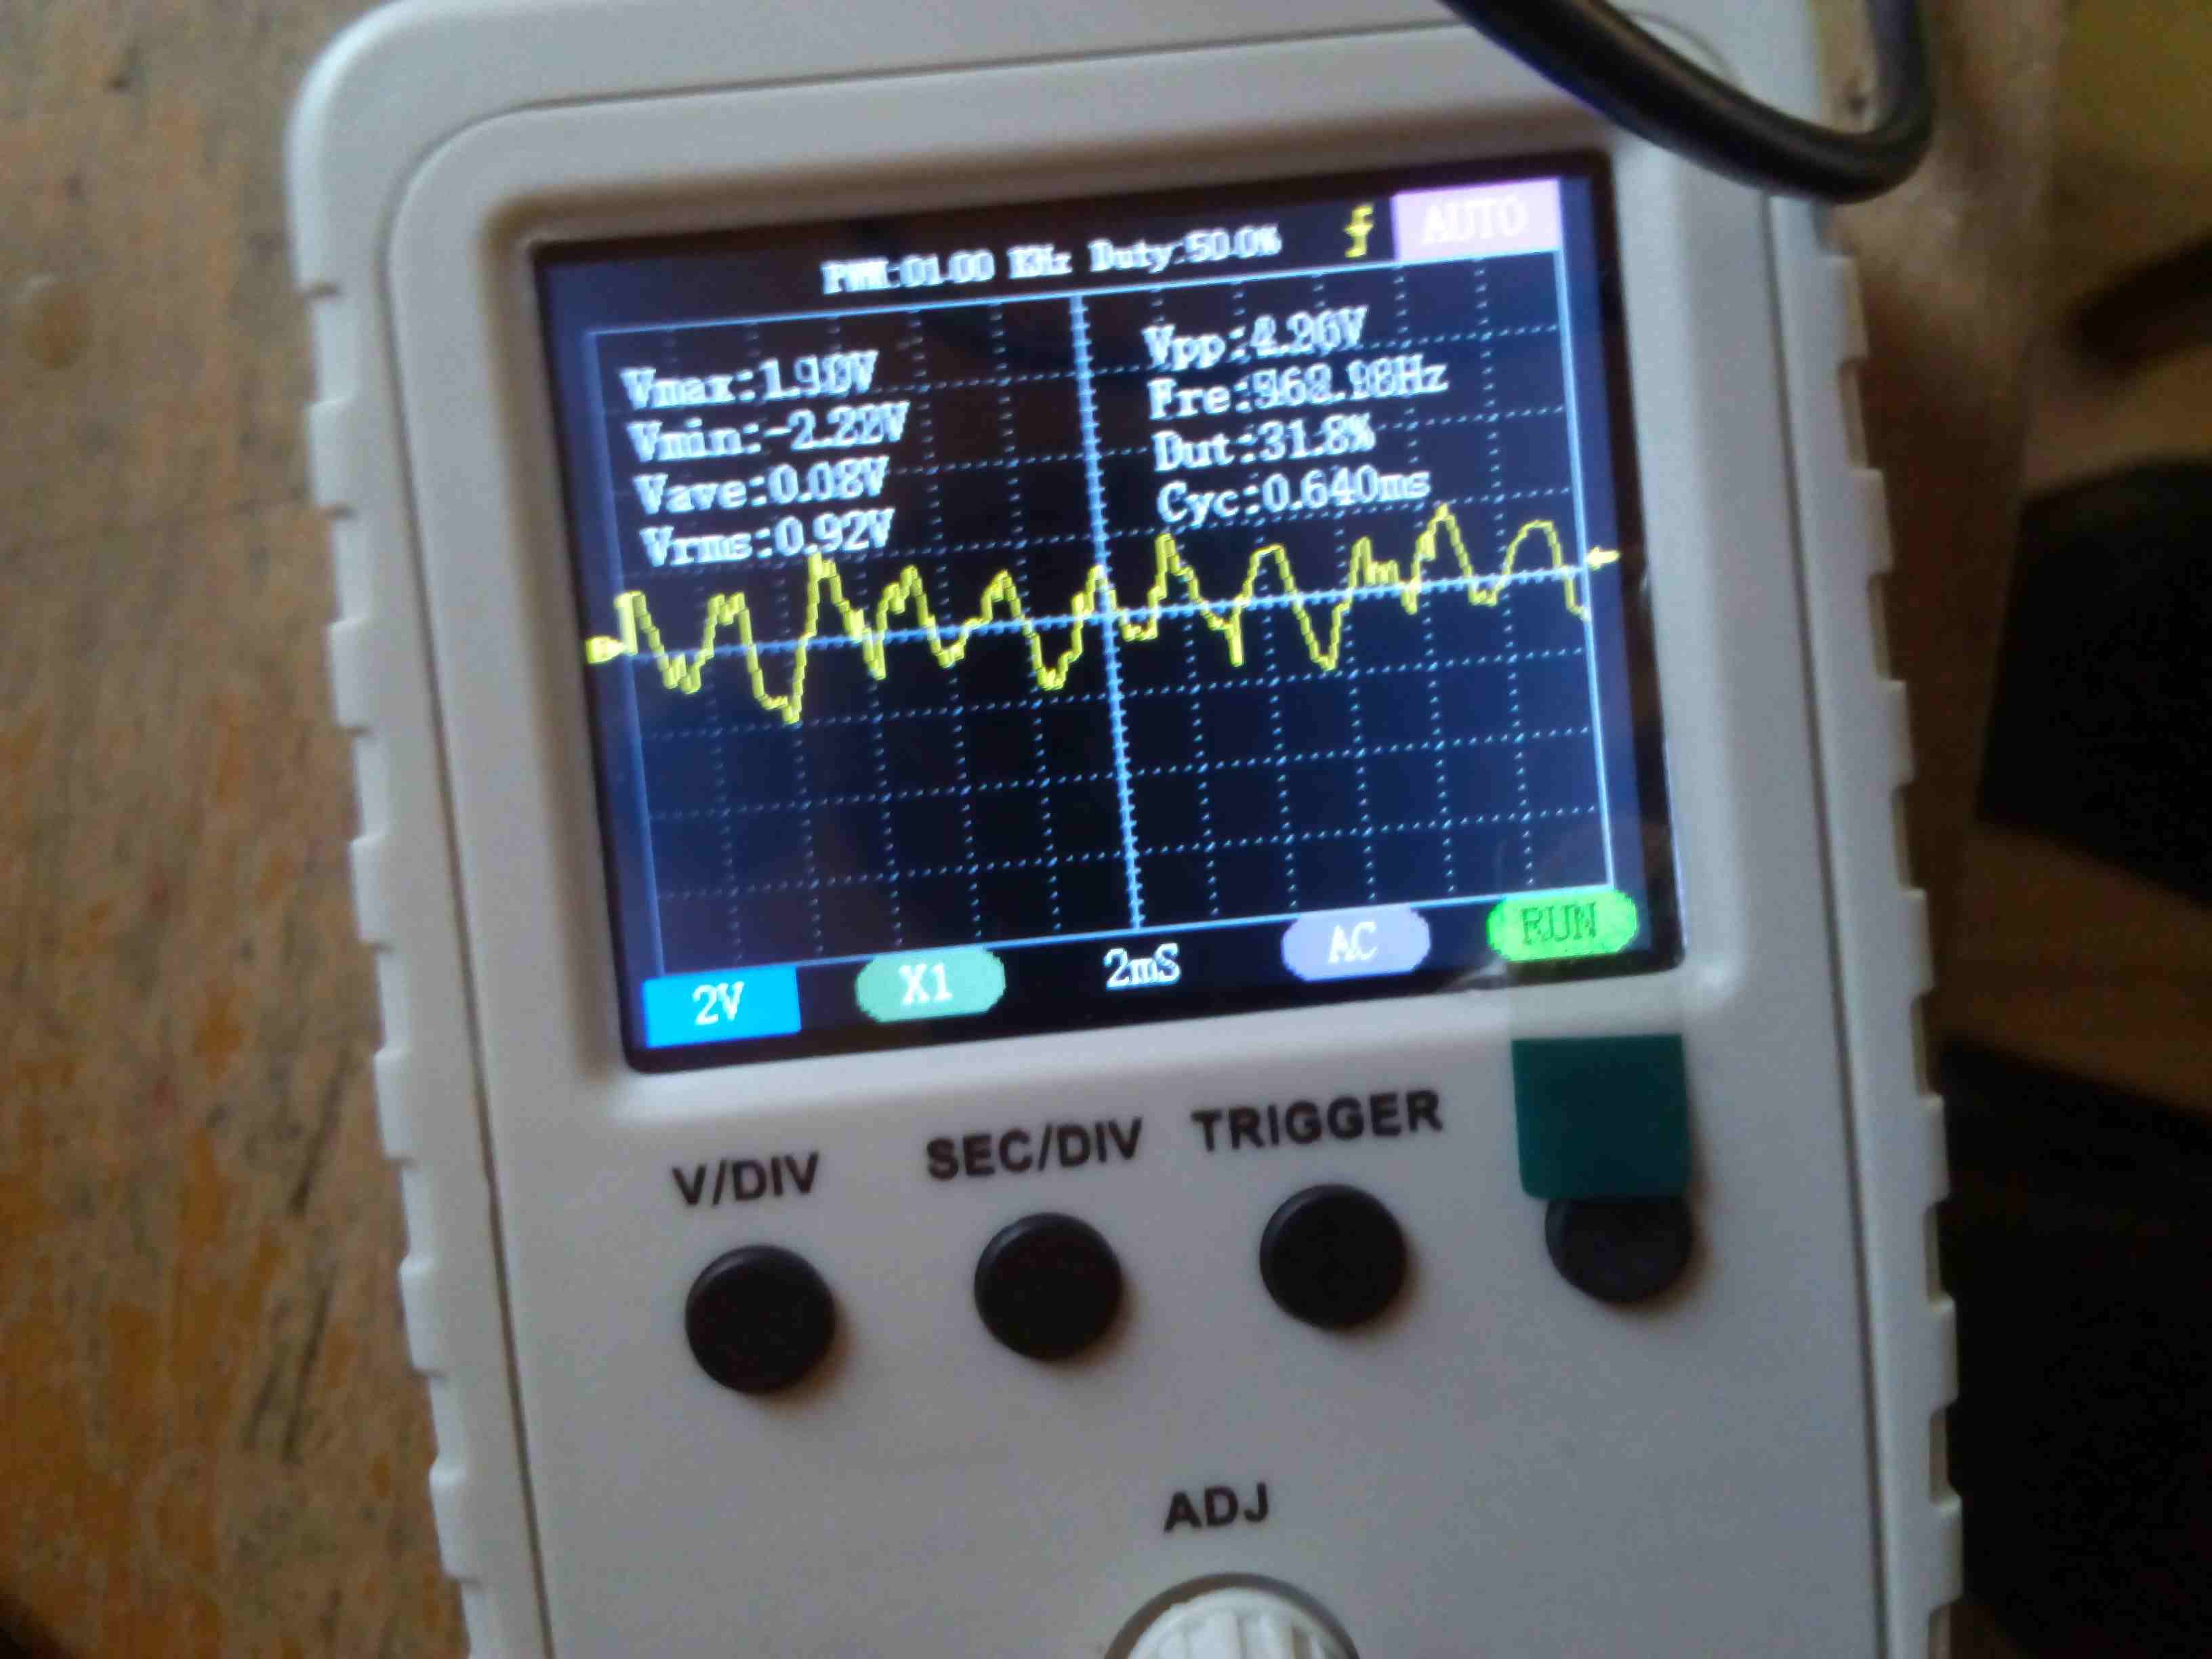 PWM:01.00 KHz Duty:50.0% AUTO
Vmax:1.90V
Vmin:-2.22V
Vave:0.08V
Vrms:0.92V
Vpp:4.26V
Fre:
Dut:31.8%
Cyc:0.640ms
2V X1 2mS AC RUN
V/DIV SEC/DIV TRIGGER
ADJ